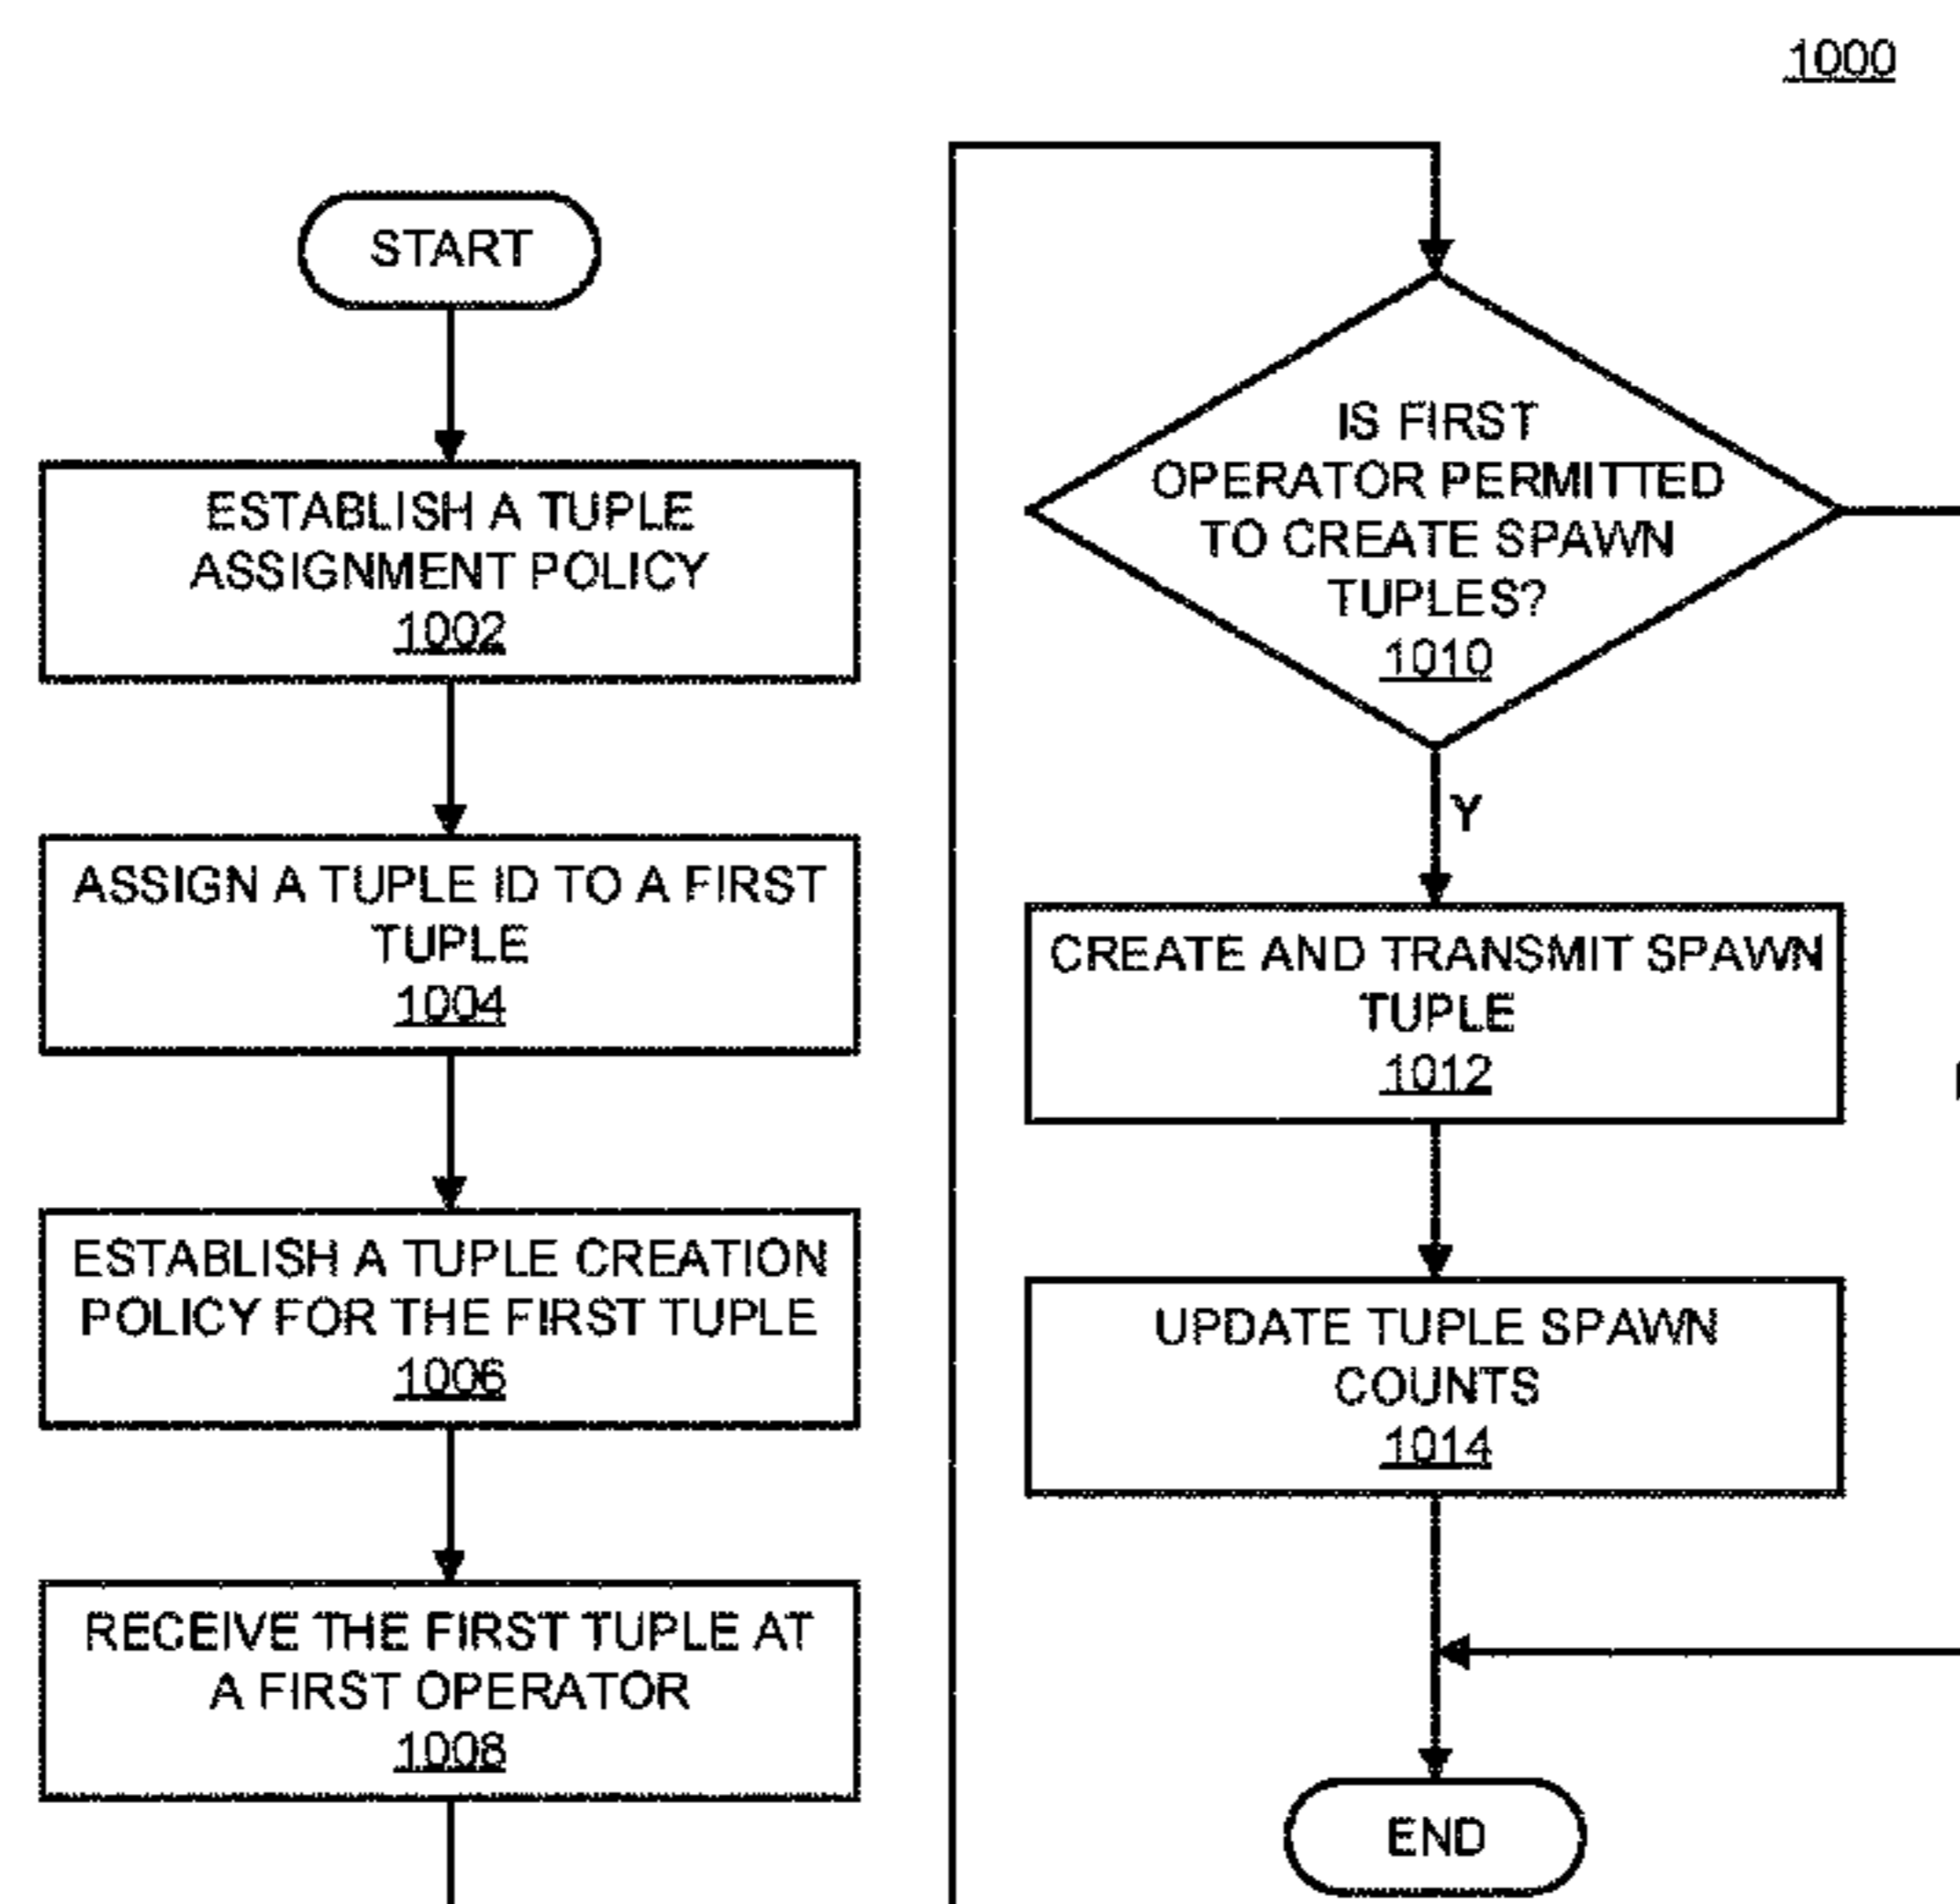 1000
START
ESTABLISH A TUPLE
ASSIGNMENT POLICY
1002
ASSIGN A TUPLE ID TO A FIRST
TUPLE
1004
ESTABLISH A TUPLE CREATION
POLICY FOR THE FIRST TUPLE
1006
RECEIVE THE FIRST TUPLE AT
A FIRST OPERATOR
1008
IS FIRST
OPERATOR PERMITTED
TO CREATE SPAWN
TUPLES?
1010
Y
CREATE AND TRANSMIT SPAWN
TUPLE
1012
UPDATE TUPLE SPAWN
COUNTS
1014
END